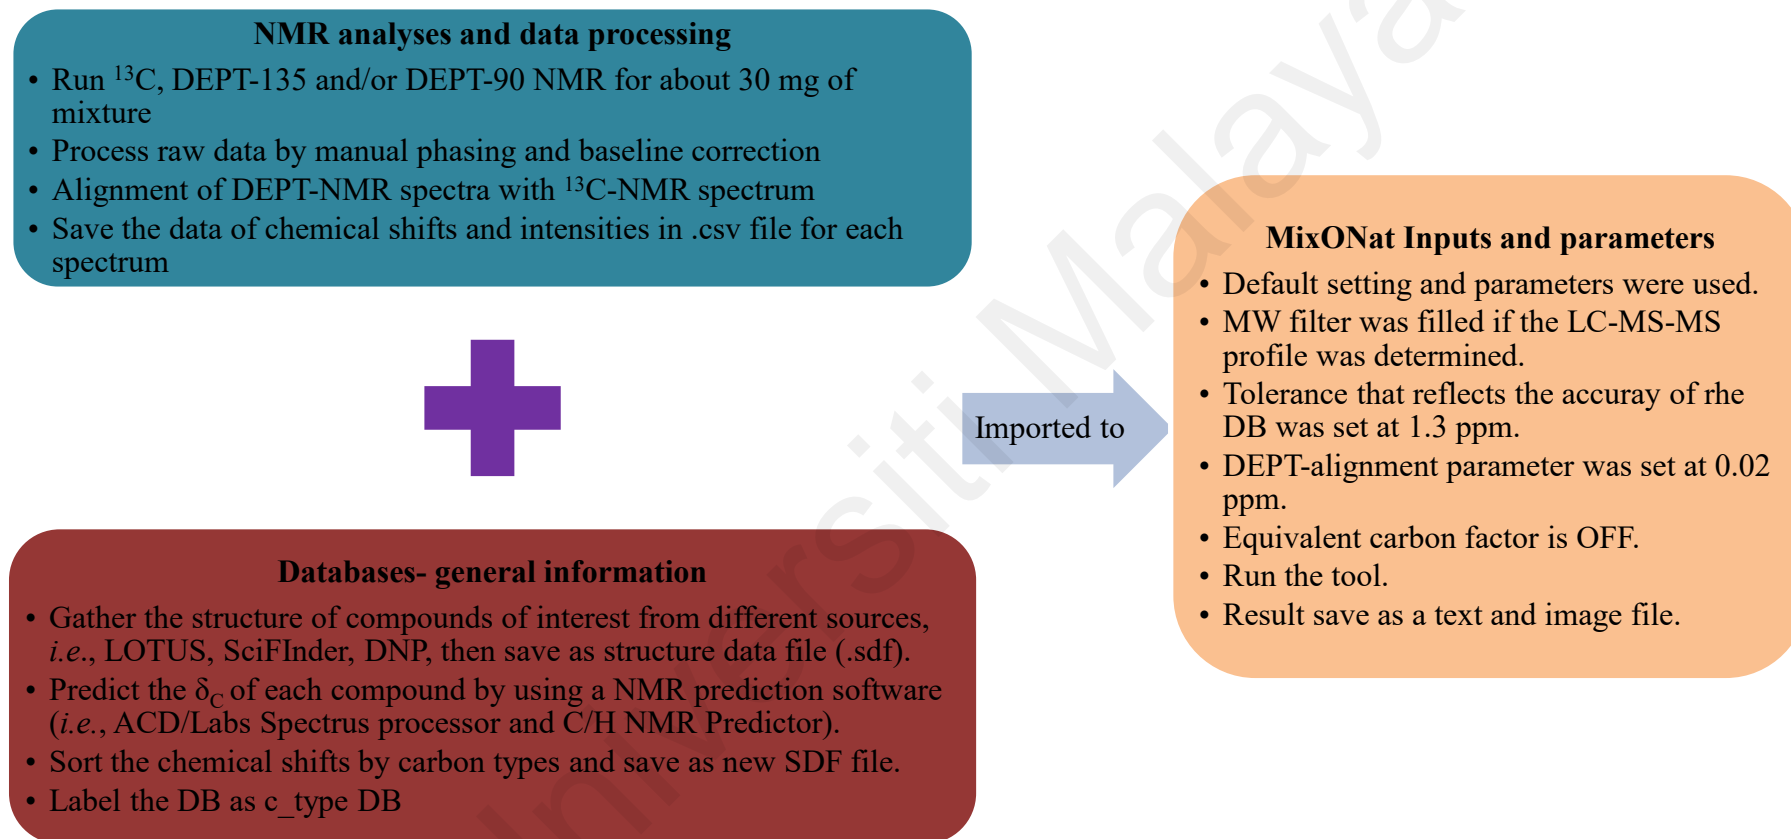 NMR analyses and data processing
• Run ¹³C, DEPT-135 and/or DEPT-90 NMR for about 30 mg of
mixture
• Process raw data by manual phasing and baseline correction
• Alignment of DEPT-NMR spectra with ¹³C-NMR spectrum
• Save the data of chemical shifts and intensities in .csv file for each
spectrum
Databases- general information
• Gather the structure of compounds of interest from different sources,
i.e., LOTUS, SciFInder, DNP, then save as structure data file (.sdf).
• Predict the δC of each compound by using a NMR prediction software
(i.e., ACD/Labs Spectrus processor and C/H NMR Predictor).
• Sort the chemical shifts by carbon types and save as new SDF file.
• Label the DB as c_type DB
Imported to
MixONat Inputs and parameters
• Default setting and parameters were used.
• MW filter was filled if the LC-MS-MS
profile was determined.
• Tolerance that reflects the accuray of rhe
DB was set at 1.3 ppm.
• DEPT-alignment parameter was set at 0.02
ppm.
• Equivalent carbon factor is OFF.
• Run the tool.
• Result save as a text and image file.
Universiti Malaya